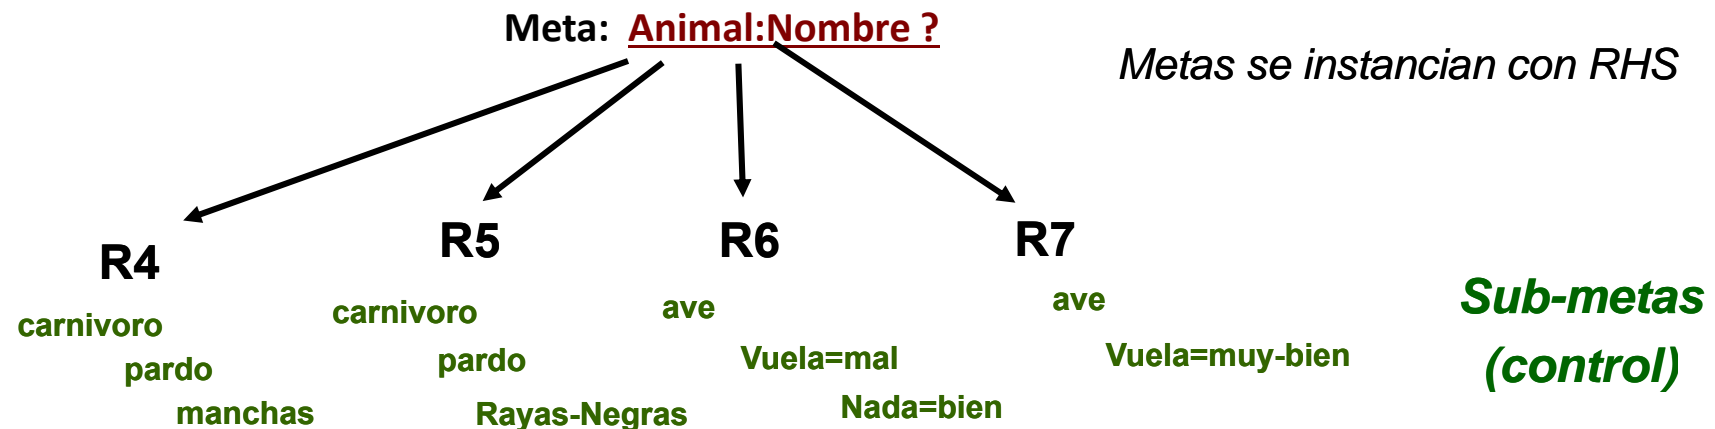 Meta: Animal:Nombre ?
Metas se instancian con RHS
R4
carnivoro
pardo
manchas
R5
carnivoro
pardo
Rayas-Negras
R6
ave
Vuela=mal
Nada=bien
R7
ave
Vuela=muy-bien
Sub-metas
(control)